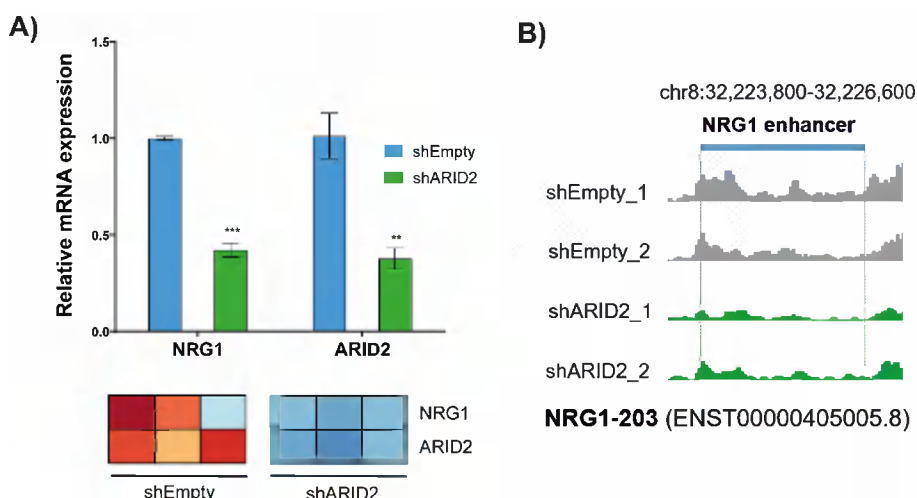 A)
Relative mRNA expression
1.5
1.0
0.5
0.0
***
**
NRG1
ARID2
shEmpty
shARID2
NRG1
ARID2
shEmpty
shARID2
B)
chr8:32,223,800-32,226,600
NRG1 enhancer
shEmpty_1
shEmpty_2
shARID2_1
shARID2_2
NRG1-203 (ENST00000405005.8)